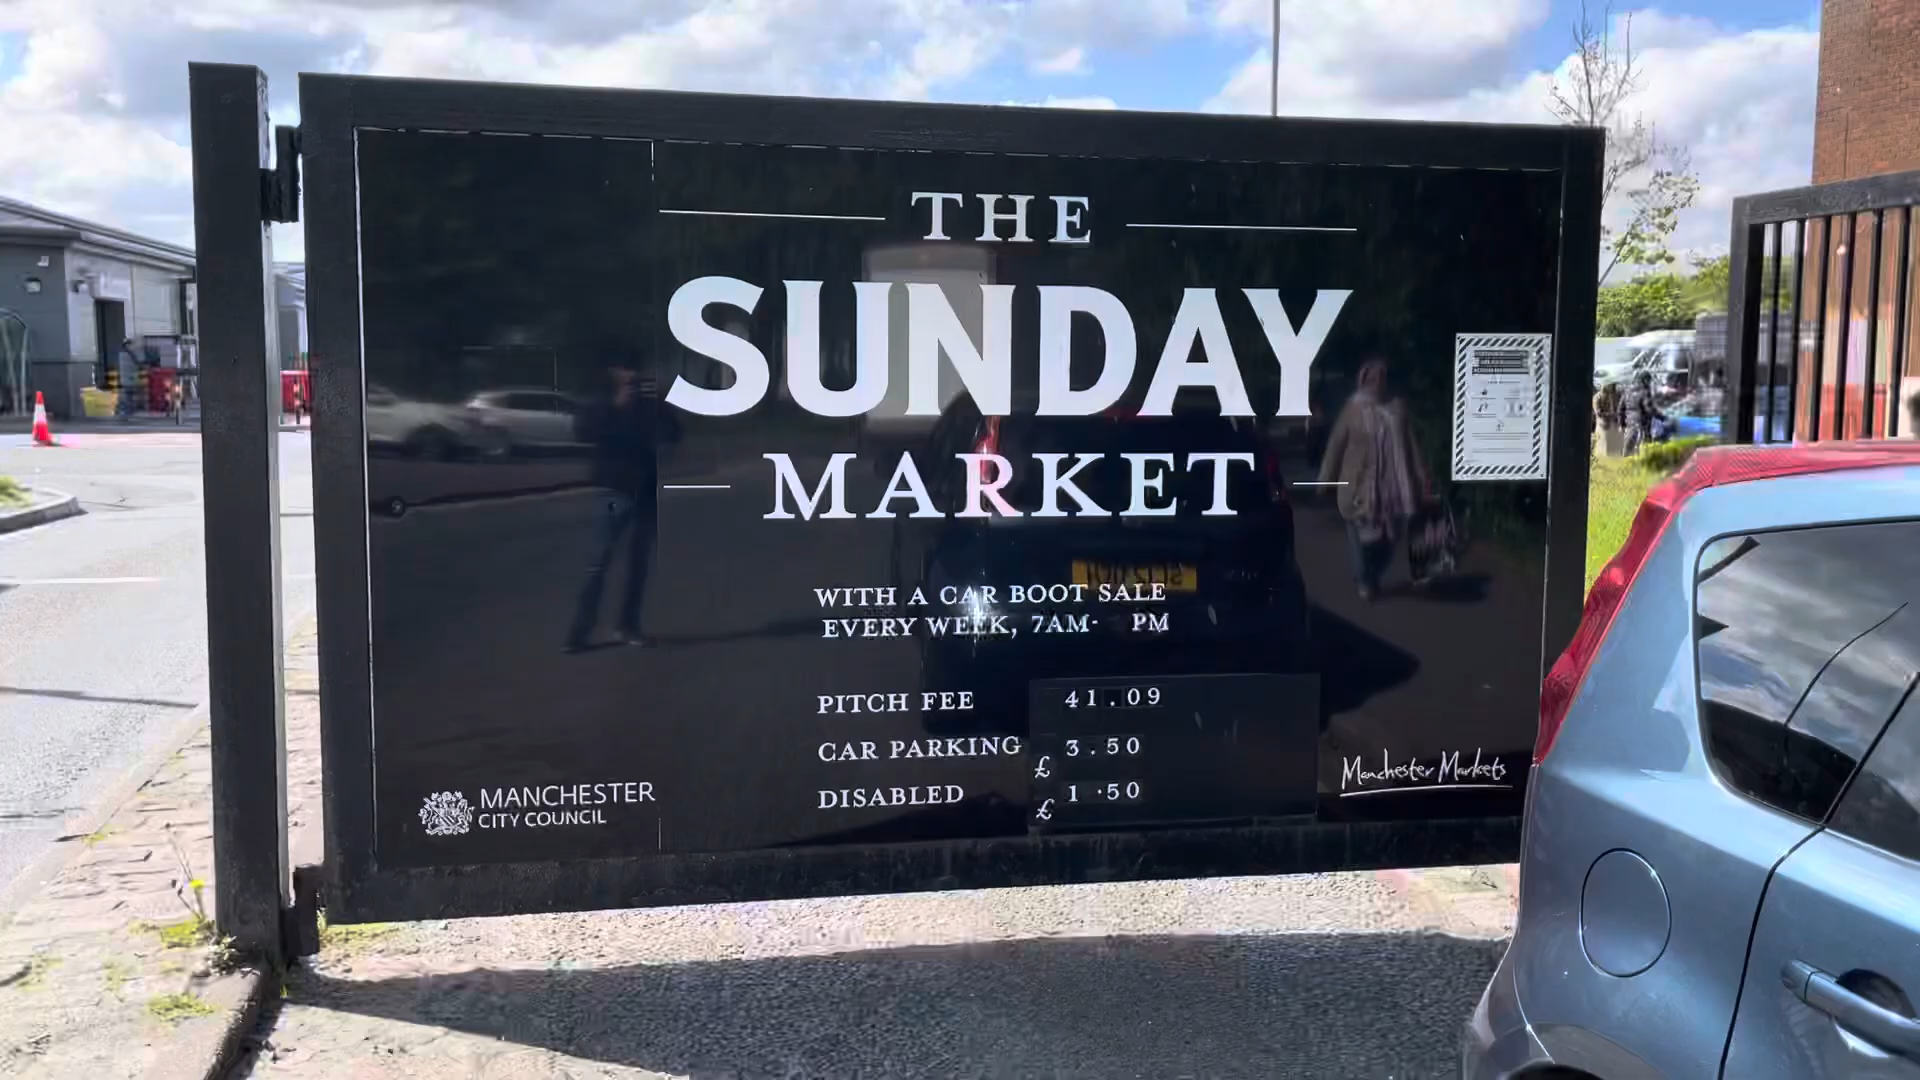 THE
SUNDAY
MARKET
WITH A CAR BOOT SALE
EVERY WEEK, 7AM- PM
PITCH FEE 41.09
CAR PARKING £ 3.50
DISABLED £ 1.50
MANCHESTER
CITY COUNCIL
Manchester Markets